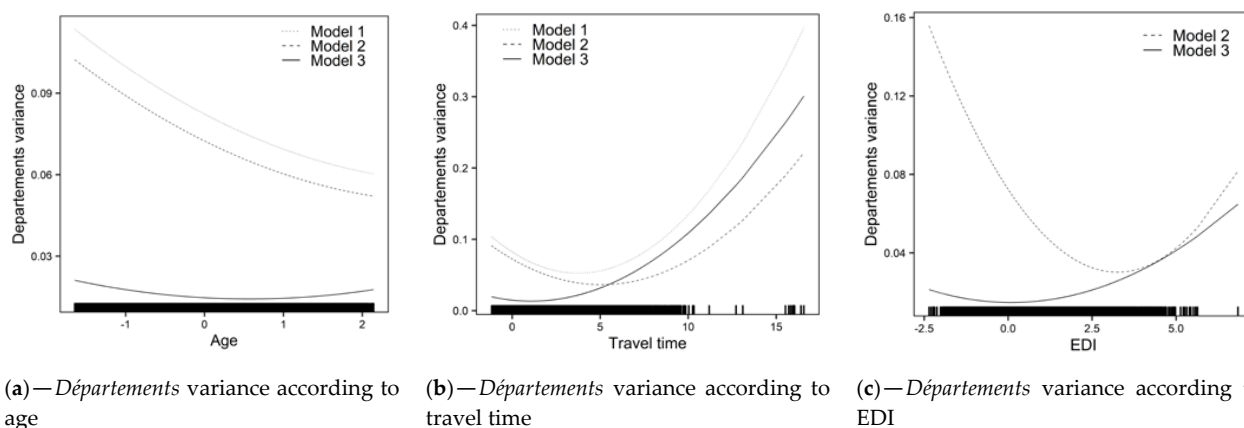 Model 1
Model 2
Model 3
0.09
0.06
0.03
Departements variance
-1
0
1
2
Age
Model 1
Model 2
Model 3
0.4
0.3
0.2
0.1
0.0
Departements variance
0
5
10
15
Travel time
Model 2
Model 3
0.16
0.12
0.08
0.04
Departements variance
-2.5
0.0
2.5
5.0
EDI
(a)—Départements variance according to
age
(b)—Départements variance according to
travel time
(c)—Départements variance according
EDI